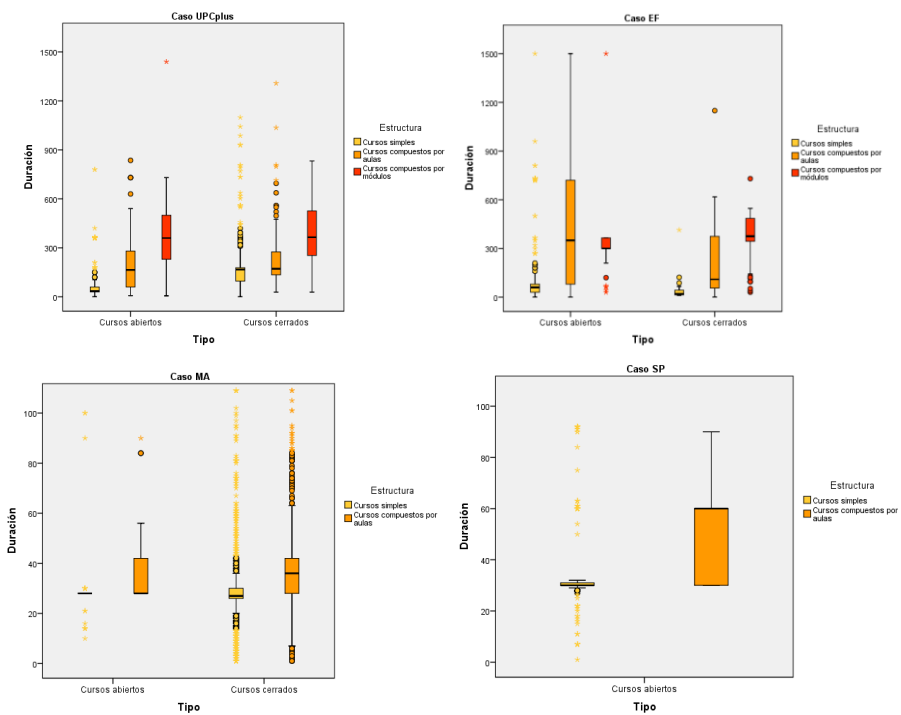 Caso UPCplus
Duración
1500
1200
900
600
300
0
Cursos abiertos
Cursos cerrados
Tipo
Estructura
Cursos simples
Cursos compuestos por
aulas
Cursos compuestos por
módulos
Caso EF
Duración
1500
1200
900
600
300
0
Cursos abiertos
Cursos cerrados
Tipo
Estructura
Cursos simples
Cursos compuestos por
aulas
Cursos compuestos por
módulos
Caso MA
Duración
100
80
60
40
20
0
Cursos abiertos
Cursos cerrados
Tipo
Estructura
Cursos simples
Cursos compuestos por
aulas
Caso SP
Duración
100
80
60
40
20
0
Cursos abiertos
Tipo
Estructura
Cursos simples
Cursos compuestos por
aulas